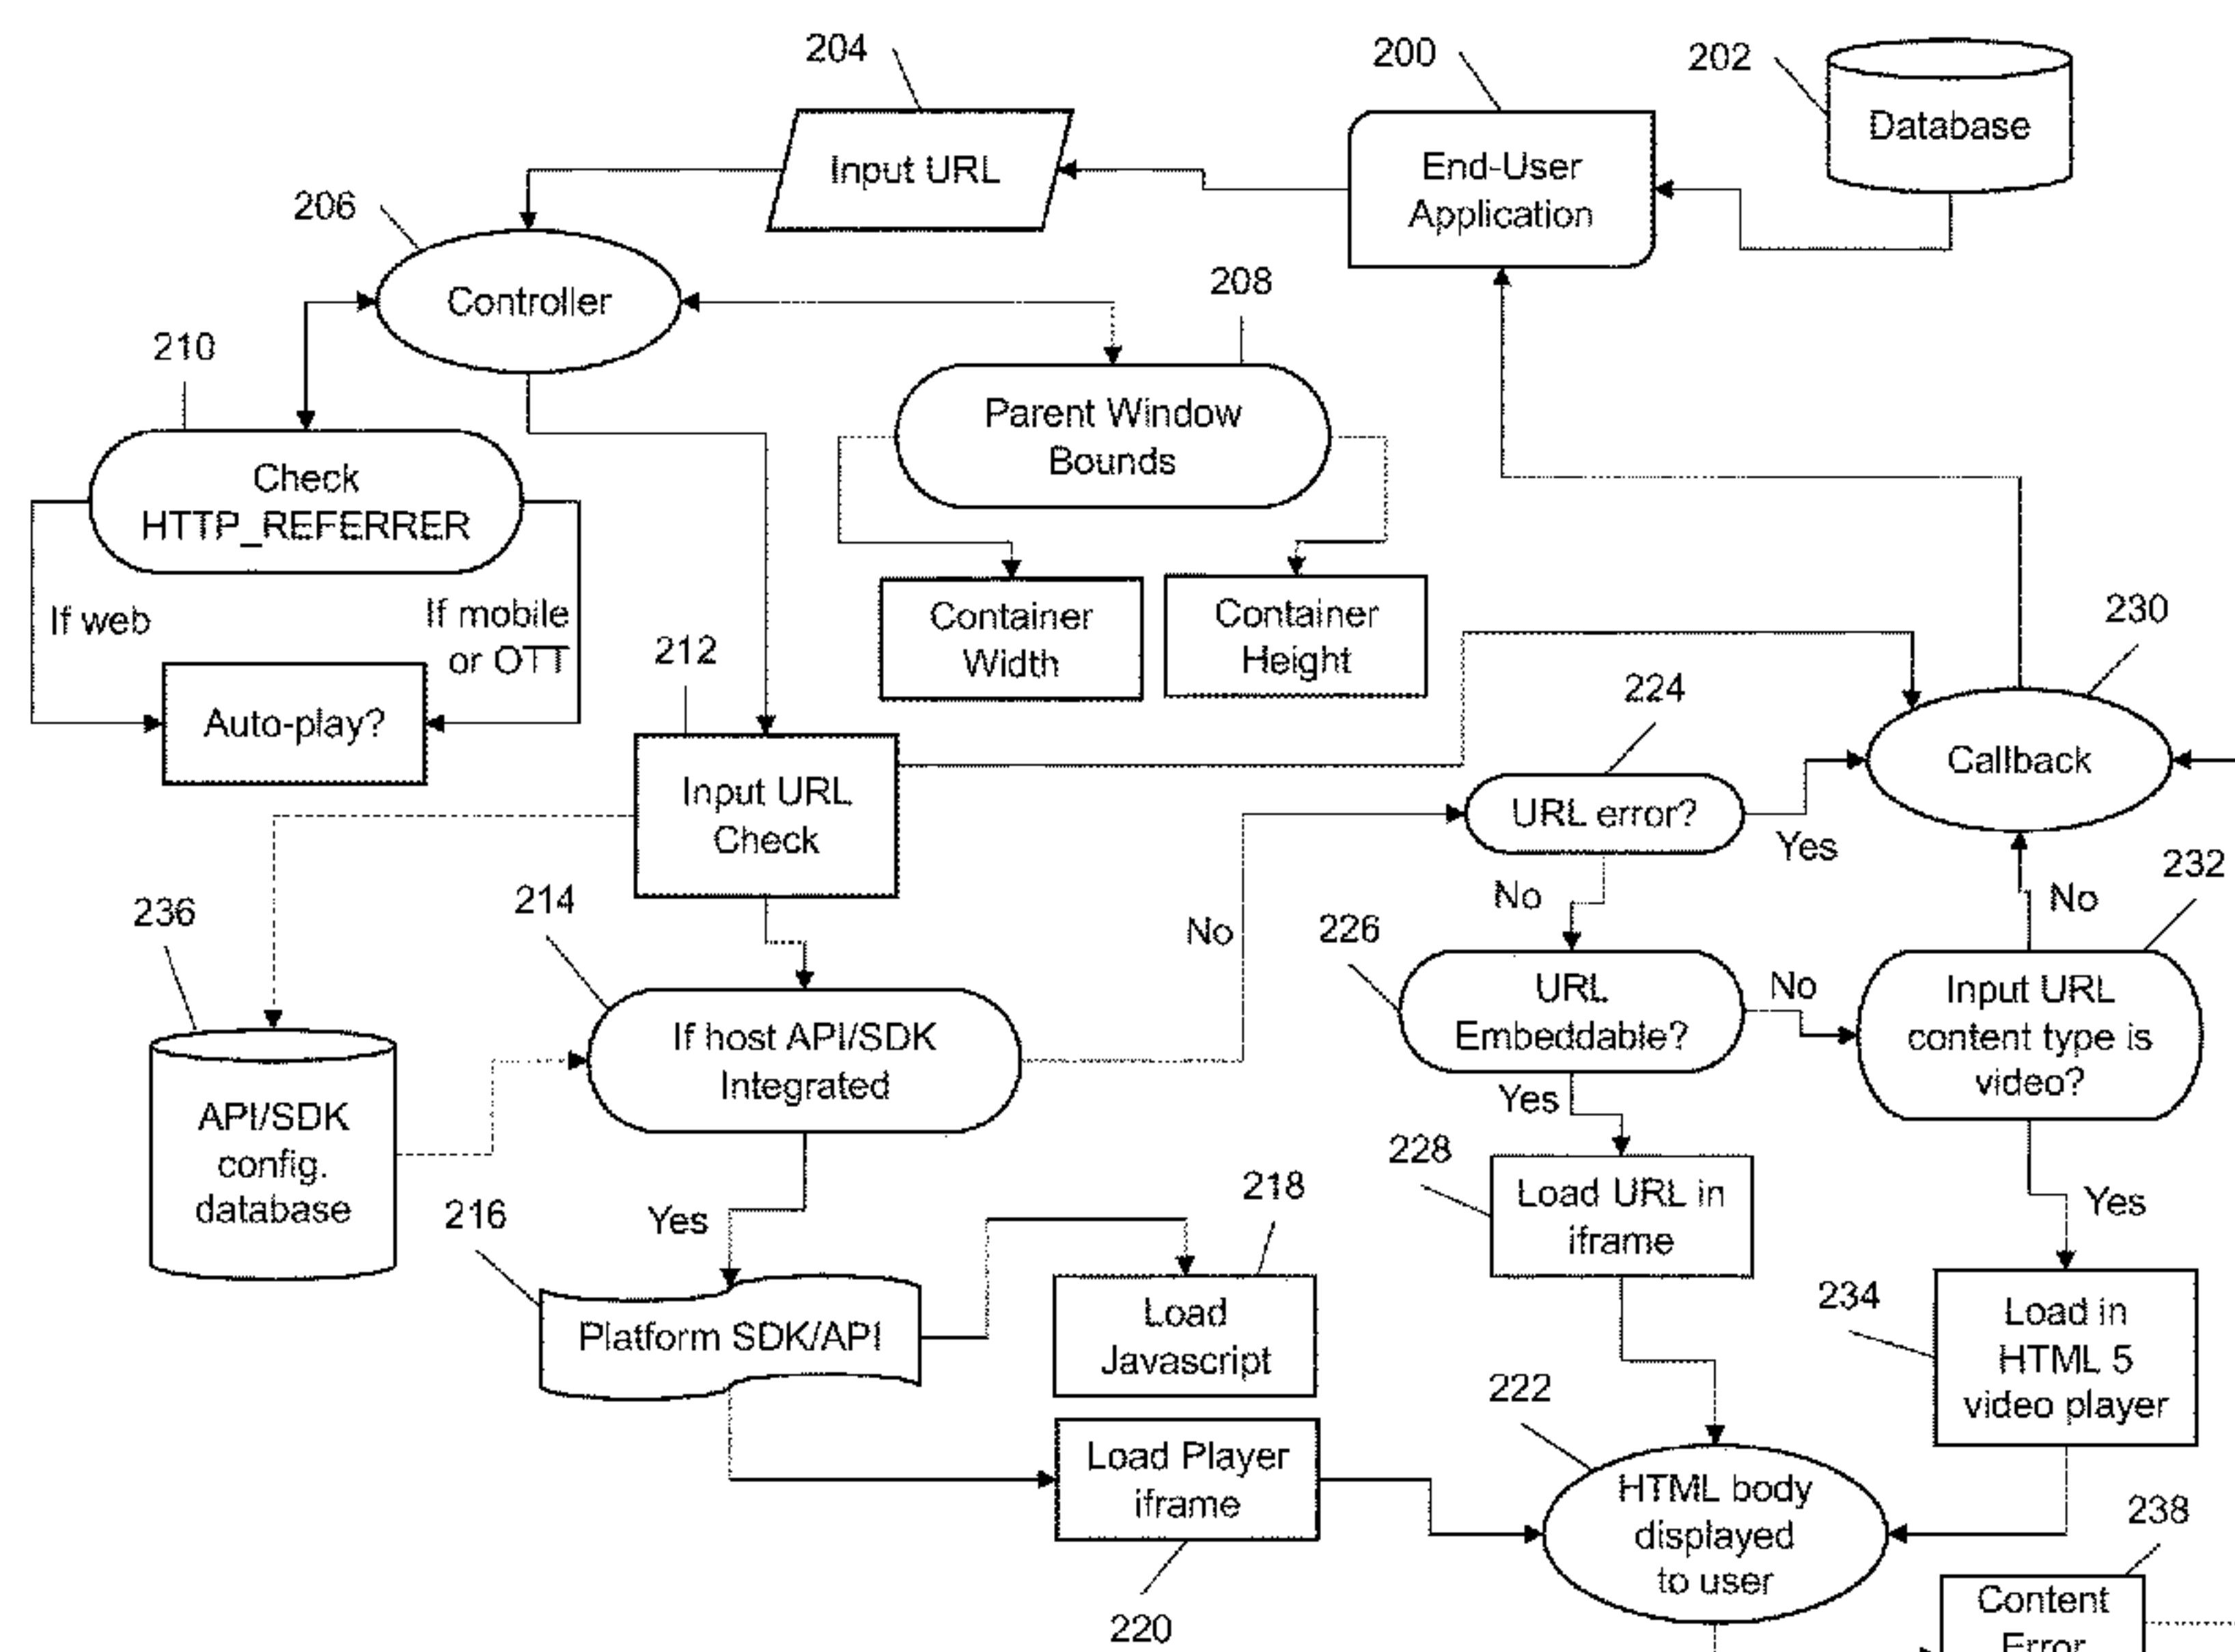 204
200
202
Database
Input URL
End-User
Application
206
Controller
208
210
Parent Window
Bounds
Check
HTTP_REFERRER
If web
If mobile
or OTT
Container
Width
Container
Height
230
212
224
Auto-play?
Callback
Input URL
Check
URL error?
Yes
232
236
214
No
No
226
No
If host API/SDK
Integrated
URL
Embeddable?
No
Input URL
content type is
video?
API/SDK
config.
database
Yes
228
218
216
Yes
Load URL in
iframe
Yes
Platform SDK/API
Load
Javascript
234
Load in
HTML 5
video player
222
Load Player
iframe
HTML body
displayed
to user
238
220
Content
Error